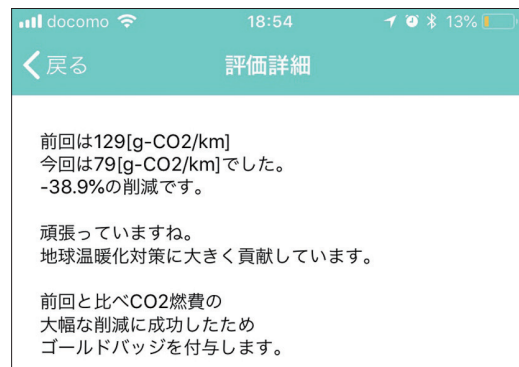 docomo 18:54 13%
戻る 評価詳細
前回は129[g-CO2/km]
今回は79[g-CO2/km]でした。
-38.9%の削減です。
頑張っていますね。
地球温暖化対策に大きく貢献しています。
前回と比べCO2燃費の
大幅な削減に成功したため
ゴールドバッジを付与します。